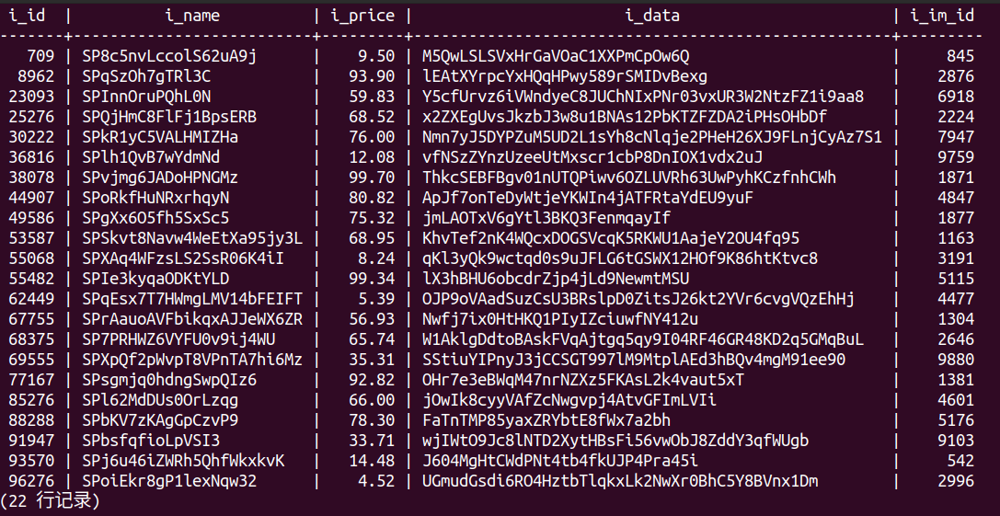 i_id | i_name | i_price | i_data | i_im_id
-------+--------------------------+---------+--------------------------------------------------+---------
709 | SP8c5nvLccolS62uA9j | 9.50 | M5QwLSLSVxHrGaVOaC1XXPmCpOw6Q | 845
8962 | SPqSzOh7gTRl3C | 93.90 | lEAtXYrpcYxHQqHPwy589rSMIDvBexg | 2876
23093 | SPInnOruPQhL0N | 59.83 | Y5cfUrvz6iVWndyeC8JUChNIxPNr03vxUR3W2NtzFZ1i9aa8 | 6918
25276 | SPQjHmC8FlFj1BpsERB | 68.52 | x2ZXEgUvsJkzbJ3w8u1BNAs12PbKTZFZDA2iPHsOHbDf | 2224
30222 | SPkR1yC5VALHMIZHa | 76.00 | Nmn7yJ5DYPZuM5UD2L1sYh8cNlqje2PHeH26XJ9FLnjCyAz7S1 | 7947
36816 | SPlh1QvB7wYdmNd | 12.08 | vfNSzZYnzUzeeUtMxscr1cbP8DnIOX1vdx2uJ | 9759
38078 | SPvjmg6JADoHPNGMz | 99.70 | ThkcSEBFBgv01nUTQPiwv6OZLUVRh63UwPyhKCzfnhCWh | 1871
44907 | SPoRkfHuNRxrhqyN | 80.82 | ApJf7onTeDyWtjeYKWIn4jATFRtaYdEU9yuF | 4847
49586 | SPgXx6O5fh5SxSc5 | 75.32 | jmLAOTxV6gYtl3BKQ3FenmqayIf | 1877
53587 | SPSkvt8Navw4WeEtXa95jy3L | 68.95 | KhvTef2nK4WQcxDOGSVcqK5RKWU1AajeY2OU4fq95 | 1163
55068 | SPXAq4WFzsLS2SsR06K4iI | 8.24 | qKl3yQk9wctqd0s9uJFLG6tGSWX12HOf9K86htKtvc8 | 3191
55482 | SPIe3kyqaODKtYLD | 99.34 | lX3hBHU6obcdrZjp4jLd9NewmtMSU | 5115
62449 | SPqEsx7T7HWmgLMV14bFEIFT | 5.39 | OJP9oVAadSuzCsU3BRslpD0ZitsJ26kt2YVr6cvgVQzEhHj | 4477
67755 | SPrAauoAVFbikqxAJJeWX6ZR | 56.93 | Nwfj7ix0HtHKQ1PIyIZciuwfNY412u | 1304
68375 | SP7PRHWZ6VYFU0v9ij4WU | 65.74 | W1AklgDdtoBAskFVqAjtgq5qy9I04RF46GR48KD2q5GMqBuL | 2646
69555 | SPXpQf2pWvpT8VPnTA7hi6Mz | 35.31 | SStiuYIPnyJ3jCCSGT997lM9MtplAEd3hBQv4mgM91ee90 | 9880
77167 | SPsgmjq0hdngSwpQIz6 | 92.82 | OHr7e3eBWqM47nrNZXz5FKAsL2k4vaut5xT | 1381
85276 | SPl62MdDUs0OrLzqg | 66.00 | jOwIk8cyyVAfZcNwgvpj4AtvGFImLVIi | 4601
88288 | SPbKV7zKAgGpCzvP9 | 78.30 | FaTnTMP85yaxZRYbtE8fWx7a2bh | 5176
91947 | SPbsfqfioLpVSI3 | 33.71 | wjIWtO9Jc8lNTD2XytHBsFi56vwObJ8ZddY3qfWUgb | 9103
93570 | SPj6u46iZWRh5QhfWkxkvK | 14.48 | J604MgHtCWdPNt4tb4fkUJP4Pra45i | 542
96276 | SPoiEkr8gP1lexNqw32 | 4.52 | UGmudGsdi6RO4HztbTlqkxLk2NwXr0BhC5Y8BVnx1Dm | 2996
(22 行记录)